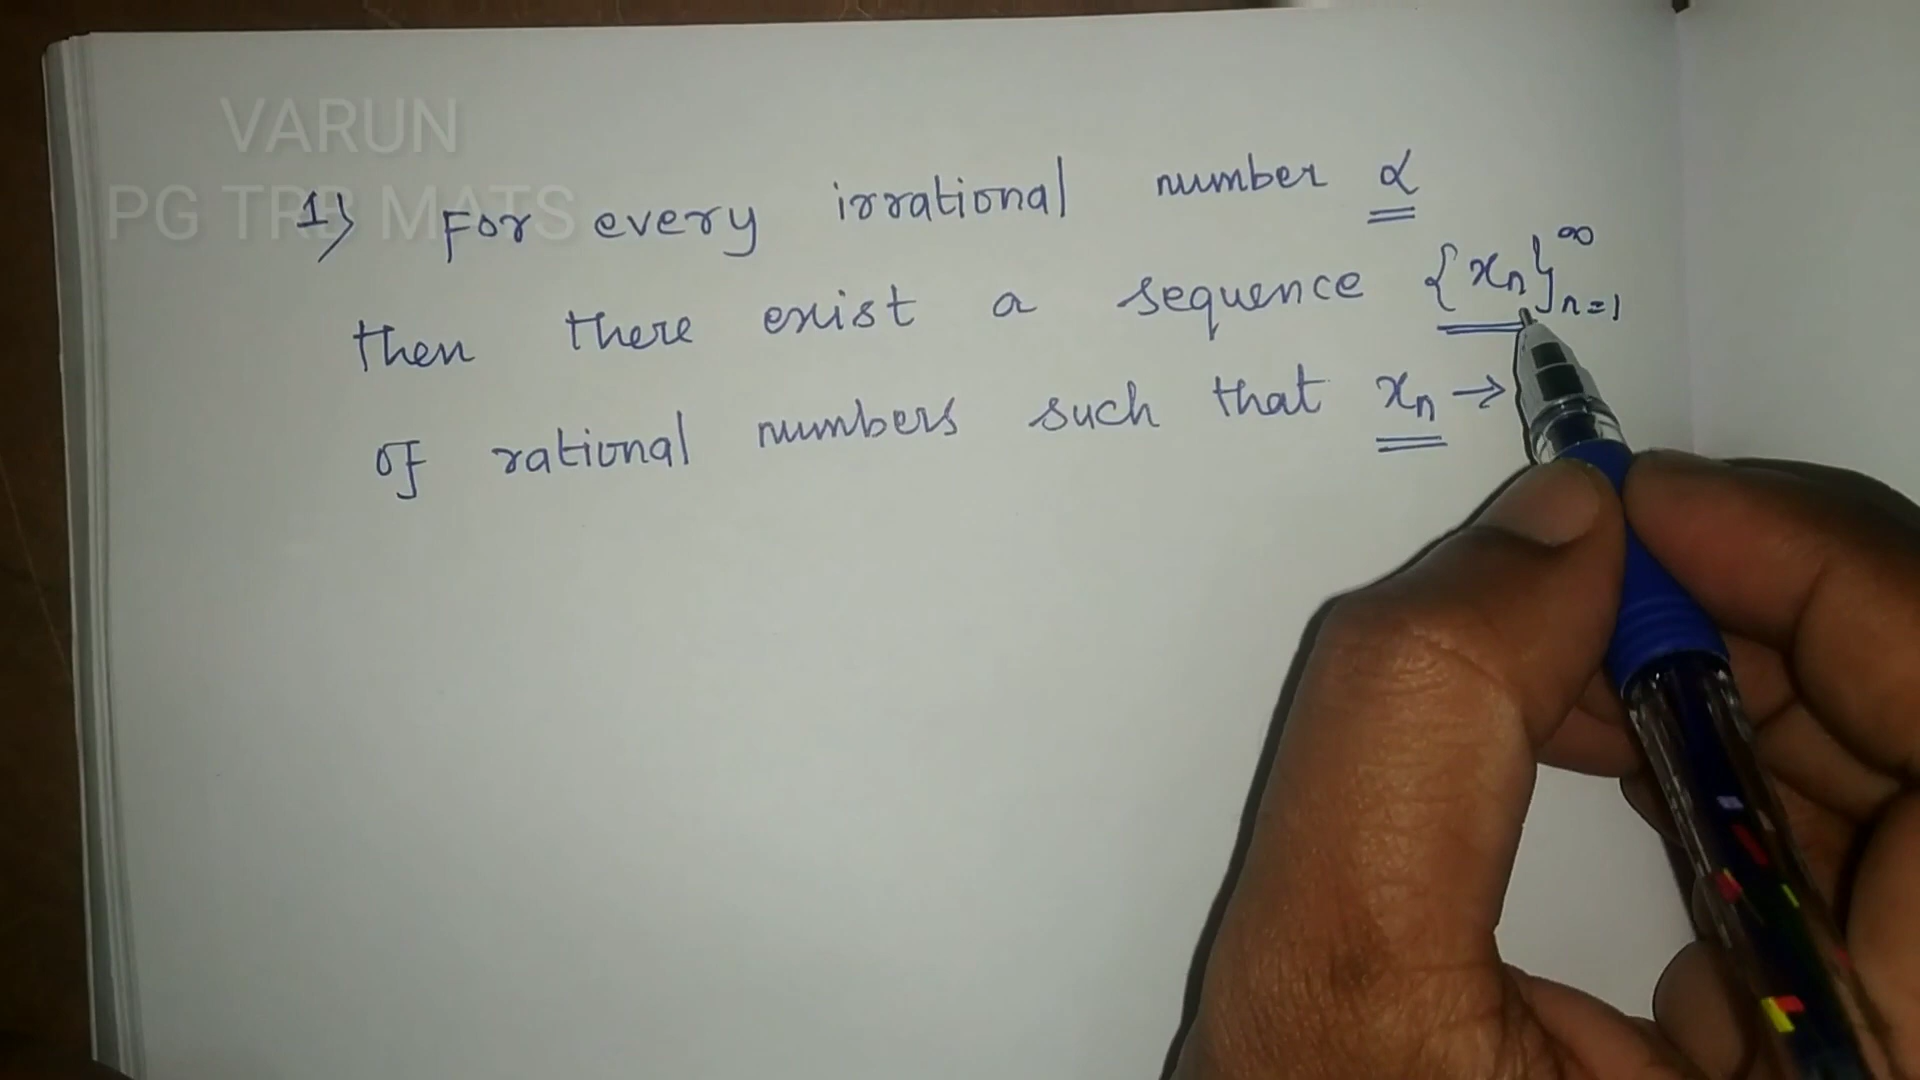 VARUN
PG TRB MATS
1) For every irrational number α
then there exist a sequence {xₙ}ₙ₌₁^∞
of rational numbers such that xₙ →